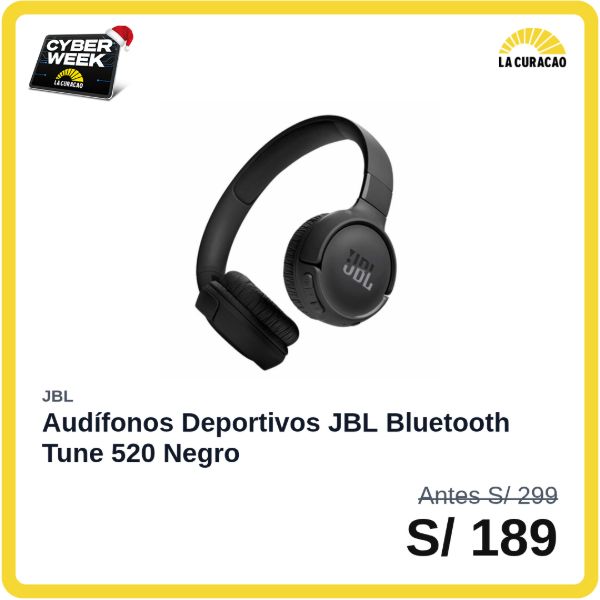 CYBER
WEEK
LA CURACAO
LA CURACAO
JBL
JBL
Audífonos Deportivos JBL Bluetooth
Tune 520 Negro
Antes S/ 299
S/ 189